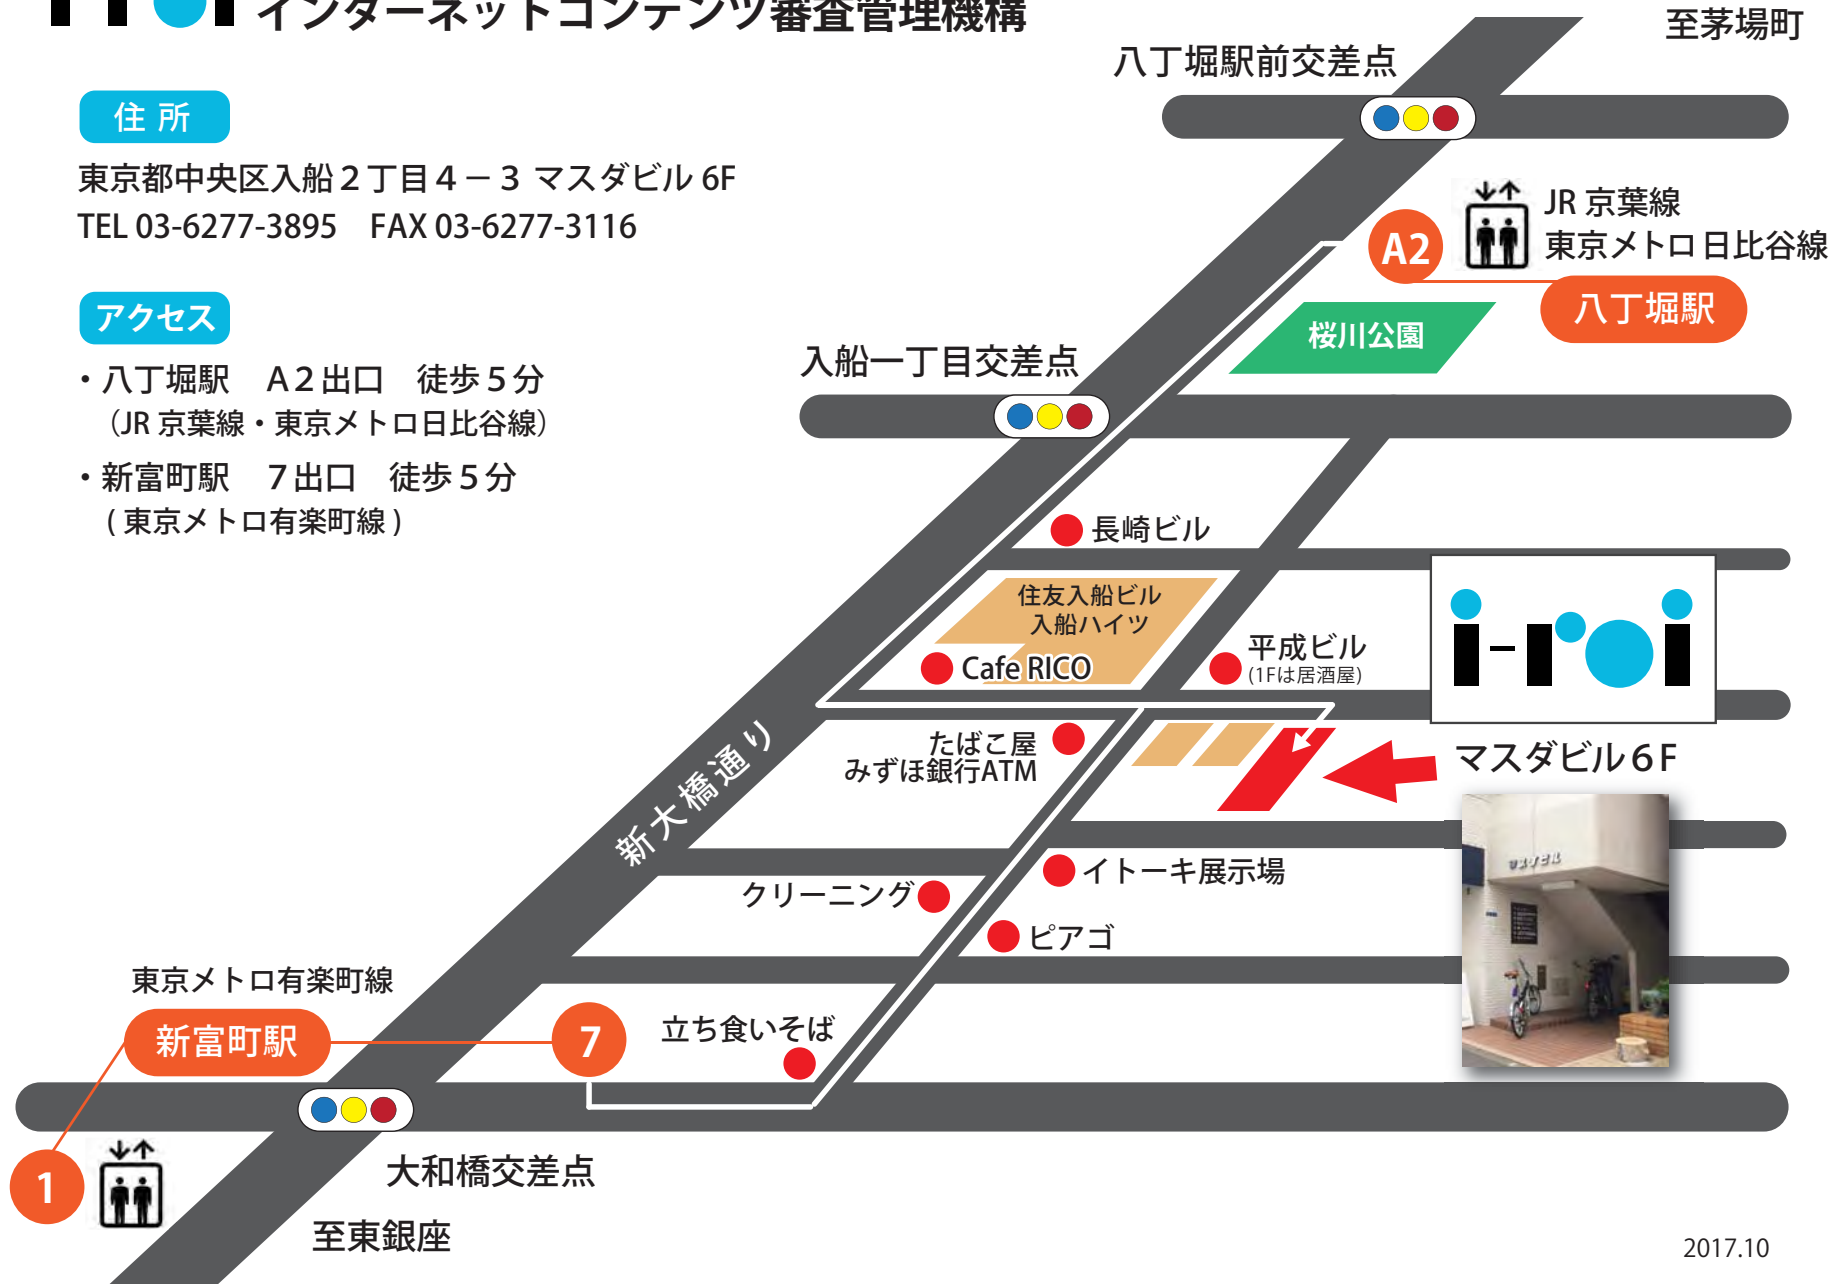 インターネットコンテンツ審査管理機構
住所
東京都中央区入船２丁目４－３ マスダビル 6F
TEL 03-6277-3895　FAX 03-6277-3116
アクセス
・八丁堀駅　A２出口　徒歩５分
（JR 京葉線・東京メトロ日比谷線）
・新富町駅　７出口　徒歩５分
( 東京メトロ有楽町線 )
至茅場町
八丁堀駅前交差点
A2
JR 京葉線
東京メトロ 日比谷線
八丁堀駅
桜川公園
入船一丁目交差点
長崎ビル
住友入船ビル
入船ハイツ
Cafe RICO
平成ビル
(1Fは居酒屋)
i-roi
新大橋通り
たばこ屋
みずほ銀行ATM
マスダビル６F
マスダビル
イトーキ展示場
クリーニング
ピアゴ
東京メトロ有楽町線
新富町駅
7
立ち食いそば
1
大和橋交差点
至東銀座
2017.10